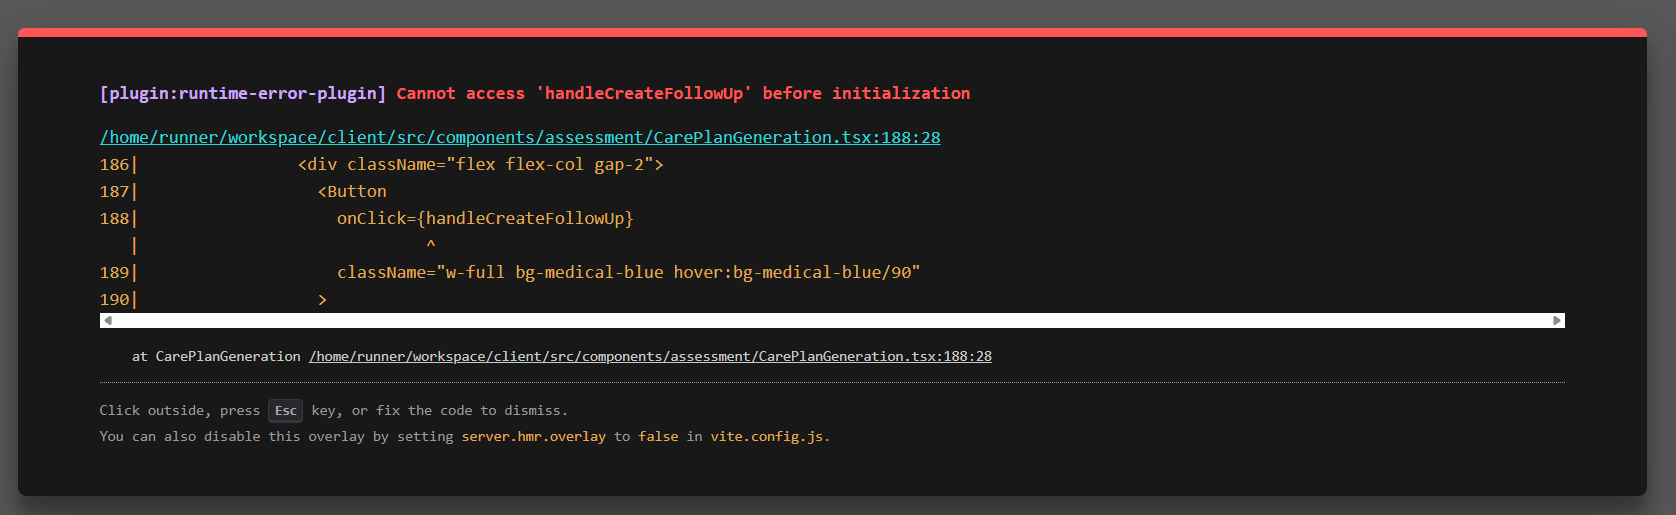 [plugin:runtime-error-plugin] Cannot access 'handleCreateFollowUp' before initialization
/home/runner/workspace/client/src/components/assessment/CarePlanGeneration.tsx:188:28
186|                <div className="flex flex-col gap-2">
187|                  <Button
188|                    onClick={handleCreateFollowUp}
   |                             ^
189|                    className="w-full bg-medical-blue hover:bg-medical-blue/90"
190|                  >
at CarePlanGeneration /home/runner/workspace/client/src/components/assessment/CarePlanGeneration.tsx:188:28
Click outside, press Esc key, or fix the code to dismiss.
You can also disable this overlay by setting server.hmr.overlay to false in vite.config.js.